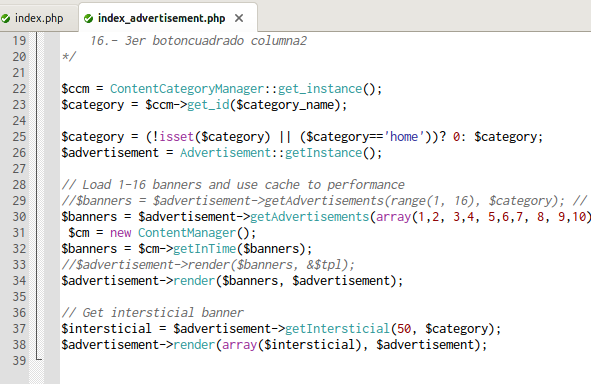 index.php index_advertisement.php ×
19 16.- 3er botoncuadrado columna2
20 */
21
22 $ccm = ContentCategoryManager::get_instance();
23 $category = $ccm->get_id($category_name);
24
25 $category = (!isset($category) || ($category=='home'))? 0: $category;
26 $advertisement = Advertisement::getInstance();
27
28 // Load 1-16 banners and use cache to performance
29 //$banners = $advertisement->getAdvertisements(range(1, 16), $category); //
30 $banners = $advertisement->getAdvertisements(array(1,2, 3,4, 5,6,7, 8, 9,10)
31 $cm = new ContentManager();
32 $banners = $cm->getInTime($banners);
33 //$advertisement->render($banners, &$tpl);
34 $advertisement->render($banners, $advertisement);
35
36 // Get intersticial banner
37 $intersticial = $advertisement->getIntersticial(50, $category);
38 $advertisement->render(array($intersticial), $advertisement);
39